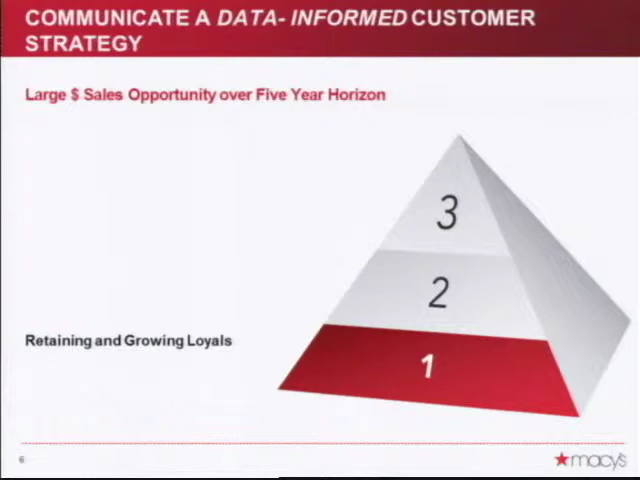 COMMUNICATE A DATA- INFORMED CUSTOMER
STRATEGY
Large $ Sales Opportunity over Five Year Horizon
3
2
Retaining and Growing Loyals
1
6
macy's